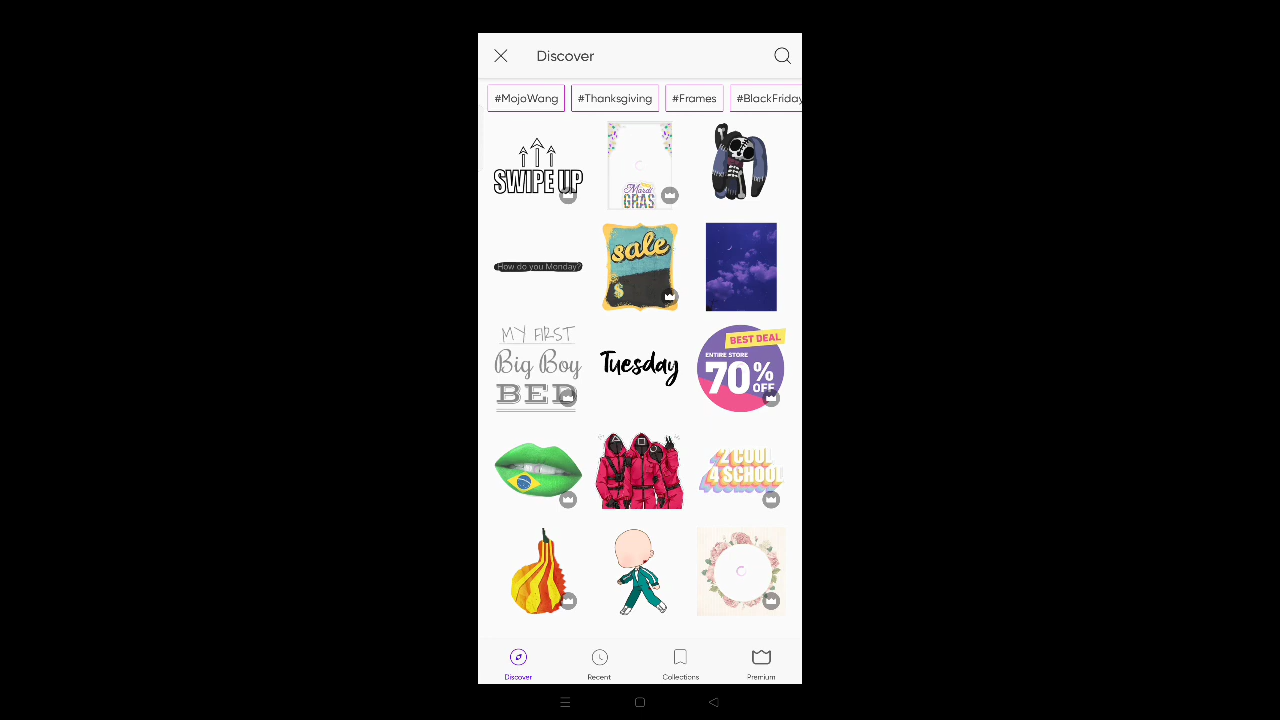 Discover
#MojoWang
#Thanksgiving
#Frames
#BlackFriday
SWIPE UP
Mardi
GRAS
How do you Monday?
sale
$
MY FIRST
Big Boy
BED
Tuesday
BEST DEAL
ENTIRE STORE
70%
OFF
2 COOL
4 SCHOOL
Discover
Recent
Collections
Premium